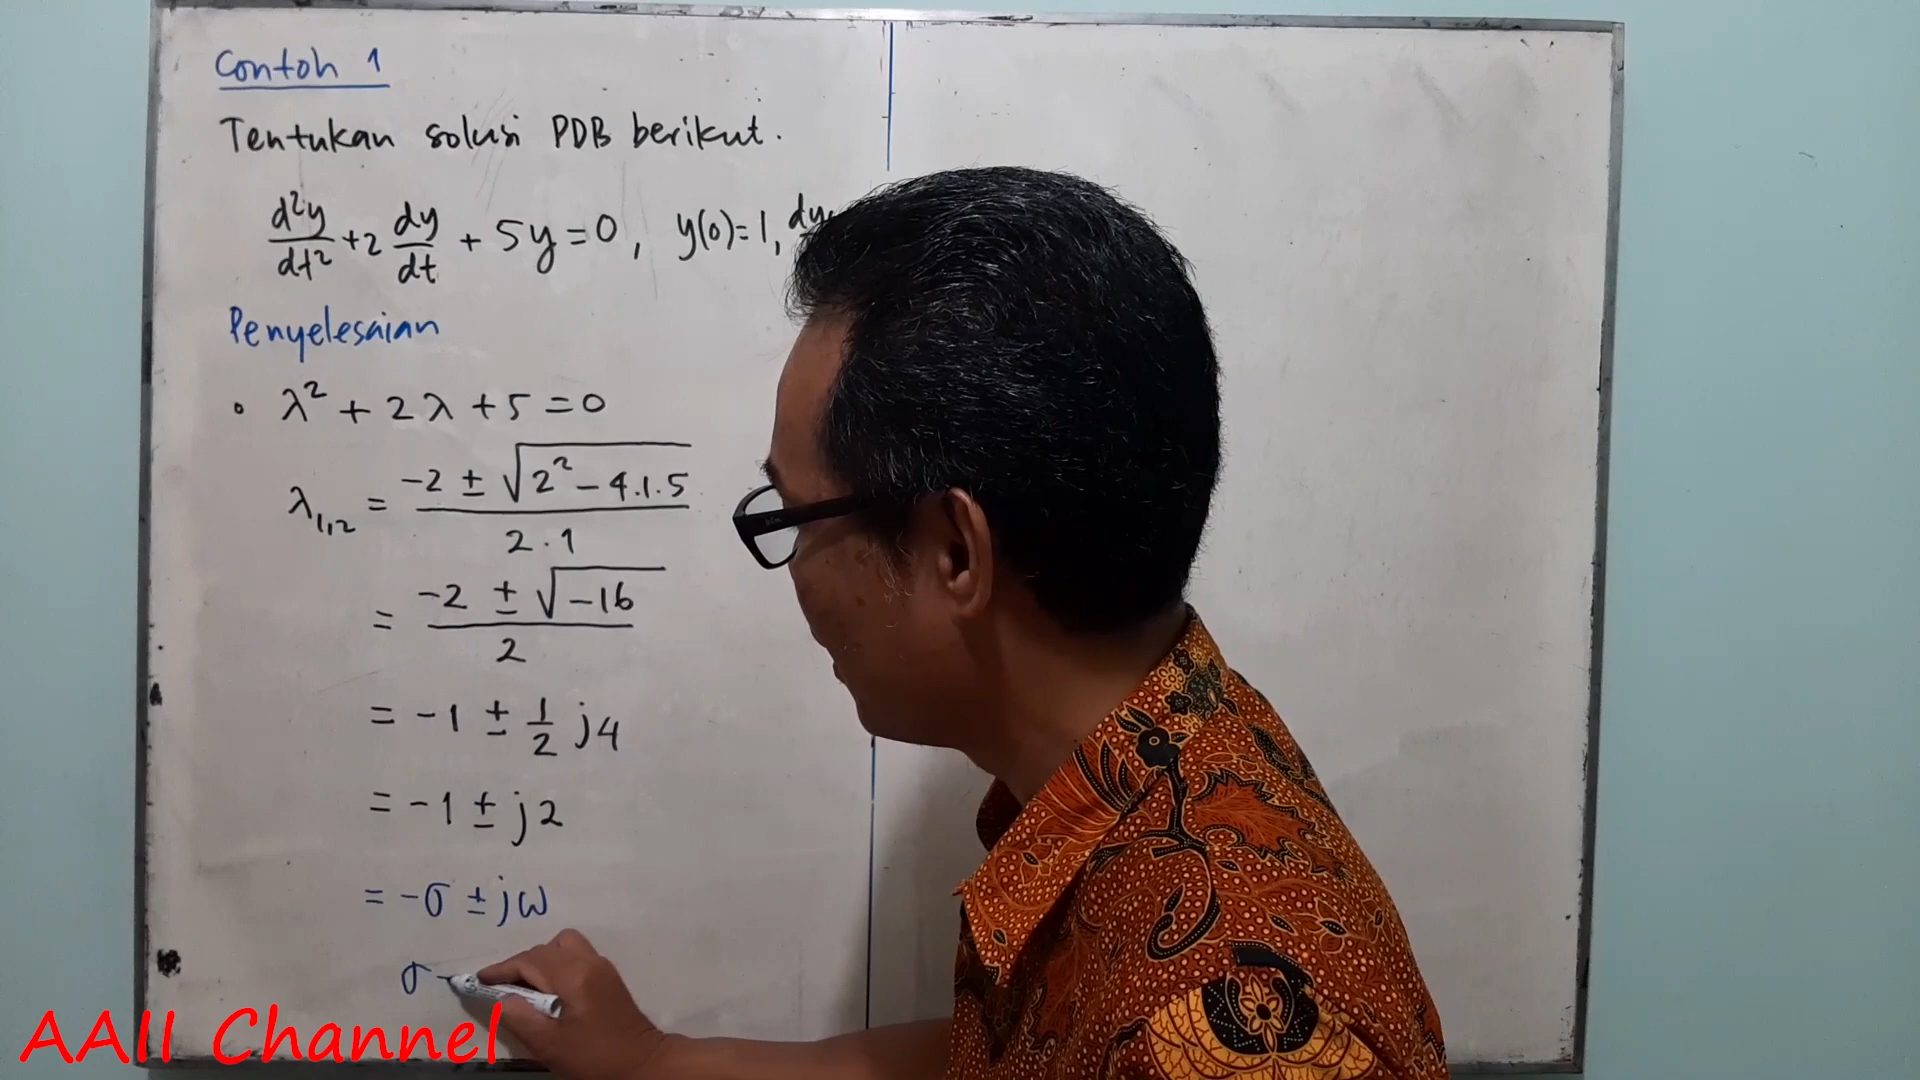 Contoh 1
Tentukan solusi PDB berikut.
d²y/dt² + 2 dy/dt + 5y = 0, y(0) = 1, dy
Penyelesaian
• λ² + 2λ + 5 = 0
λ₁,₂ = (-2 ± √(2² - 4.1.5)) / (2 · 1)
= (-2 ± √(-16)) / 2
= -1 ± 1/2 j4
= -1 ± j2
= -σ ± jω
σ
AAII Channel